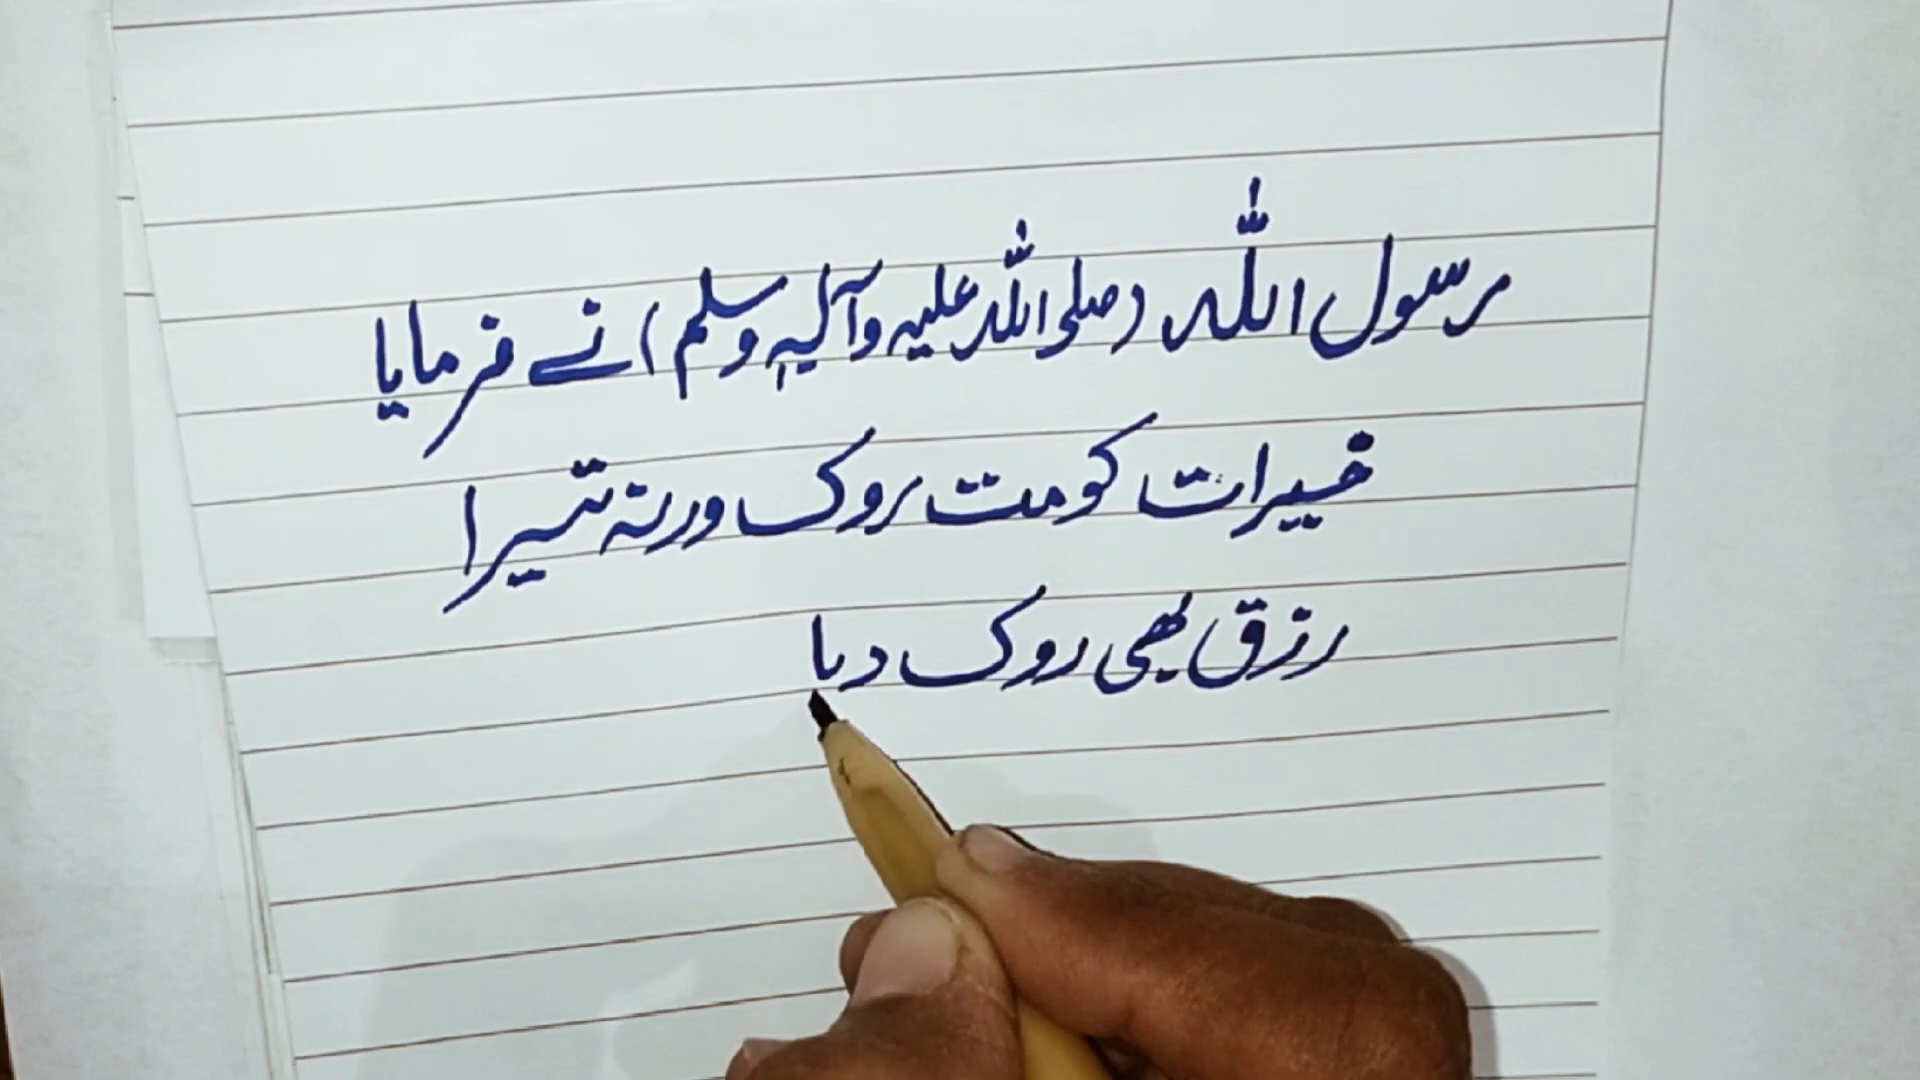 رسول اللہ (صلی اللہ علیہ وآلہٖ وسلم) نے فرمایا
خیرات کو مت روک ورنہ تیرا
رزق بھی روک دیا